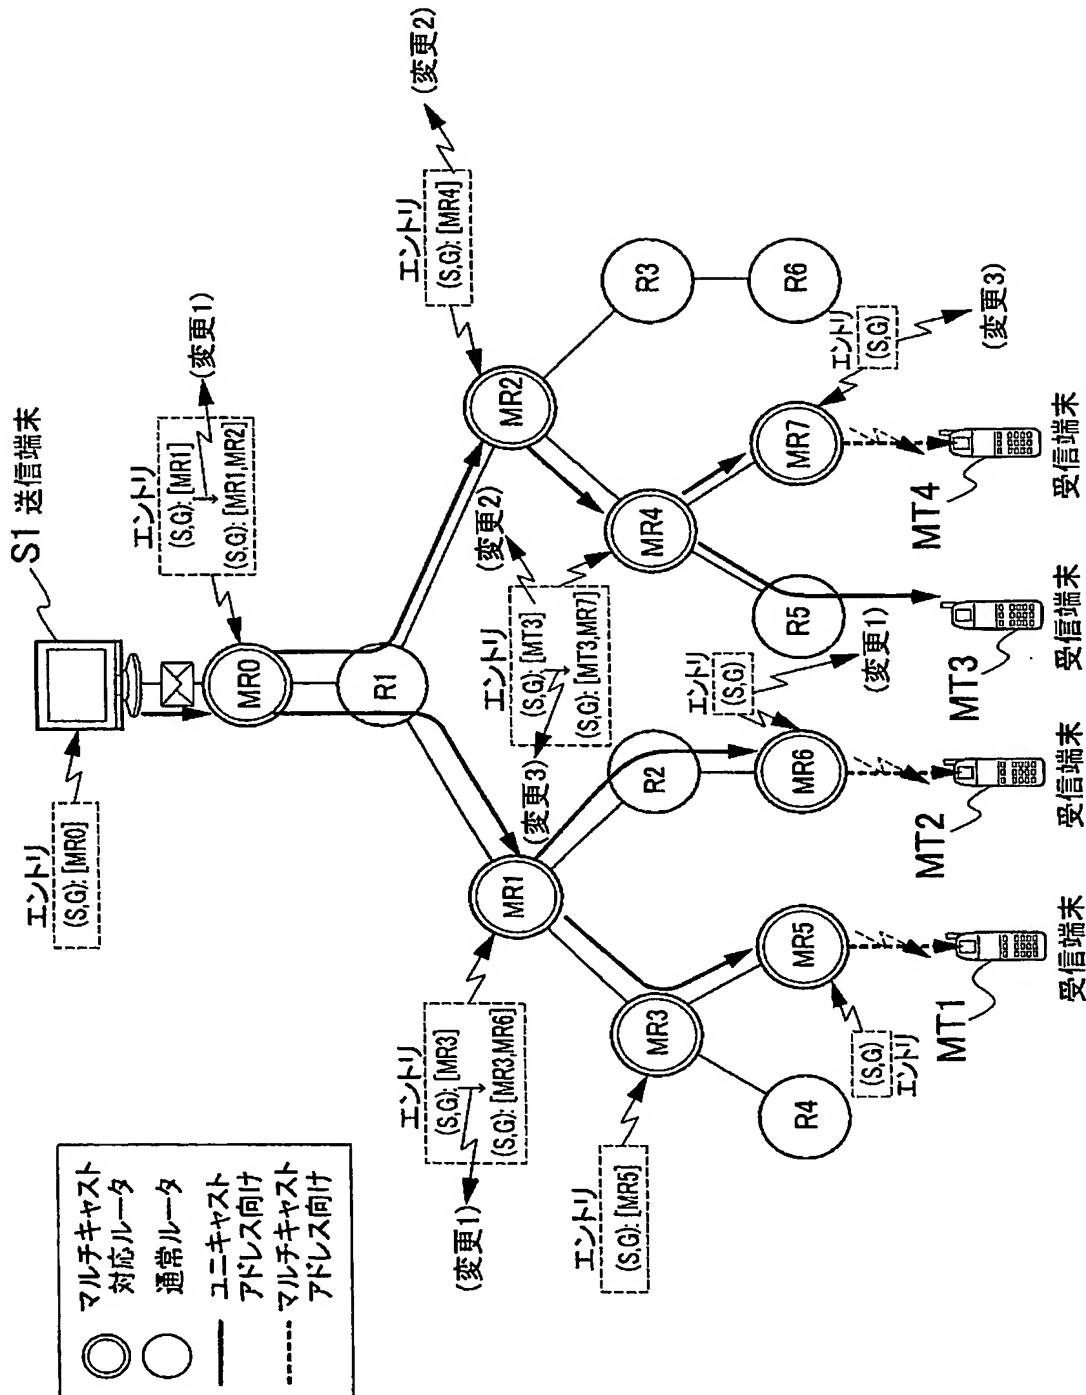 マルチキャスト
対応ルータ
通常ルータ
ユニキャスト
アドレス向け
マルチキャスト
アドレス向け
S1 送信端末
エントリ
(S,G): [MR0]
MR0
エントリ
(S,G): [MR1]
(S,G): [MR1,MR2]
(変更1)
R1
エントリ
(S,G): [MR3]
(S,G): [MR3,MR6]
(変更1)
MR1
エントリ
(S,G): [MR4]
(変更2)
MR2
エントリ
(S,G): [MR5]
MR3
R4
R2
エントリ
(S,G): [MT3]
(S,G): [MT3,MR7]
(変更2)
(変更3)
MR4
R3
R6
MR5
(S,G)
エントリ
MR6
エントリ
(S,G)
(変更1)
R5
MR7
エントリ
(S,G)
(変更3)
MT1
受信端末
MT2
受信端末
MT3
受信端末
MT4
受信端末